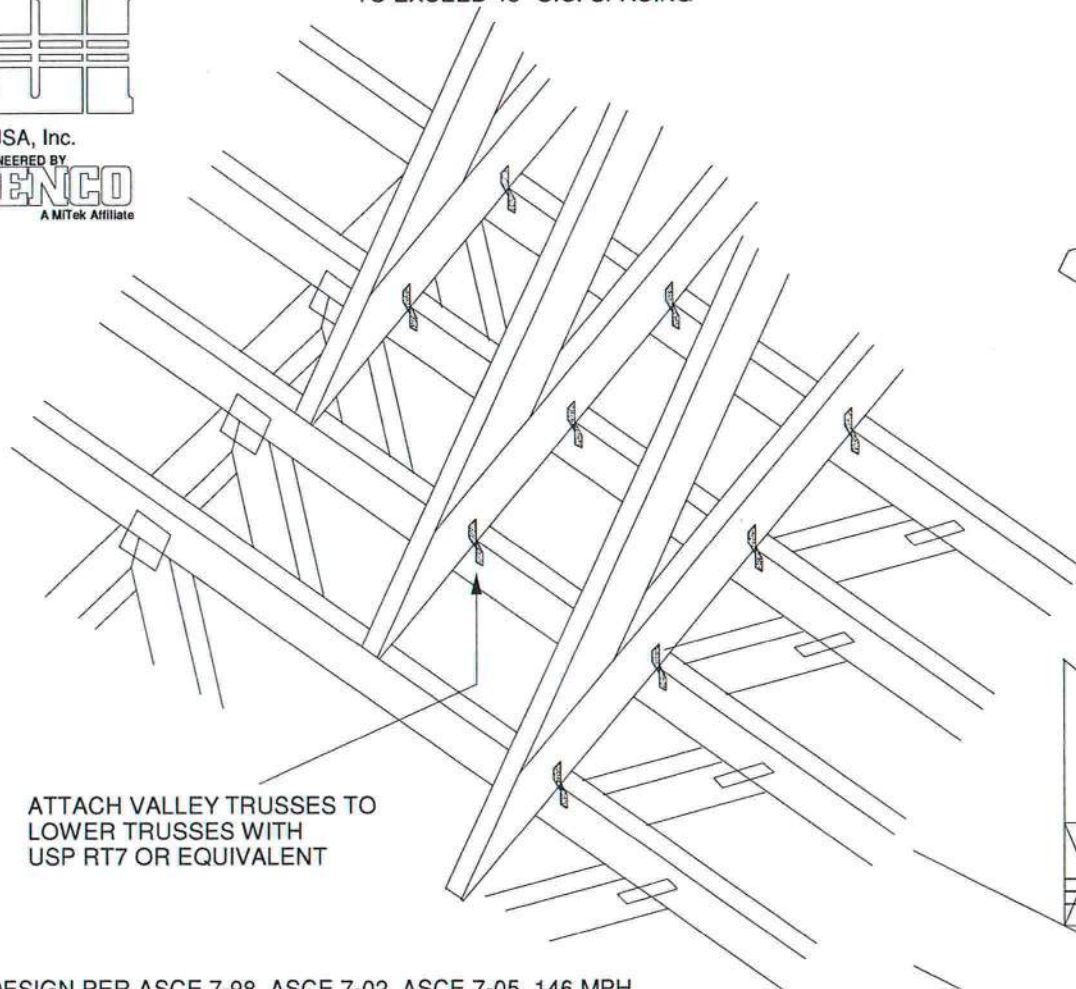 USA, Inc.
A MiTek Affiliate
ATTACH VALLEY TRUSSES TO
LOWER TRUSSES WITH
USP RT7 OR EQUIVALENT
DESIGN PER ASCE 7-98, ASCE 7-02, ASCE 7-05 146 MPH